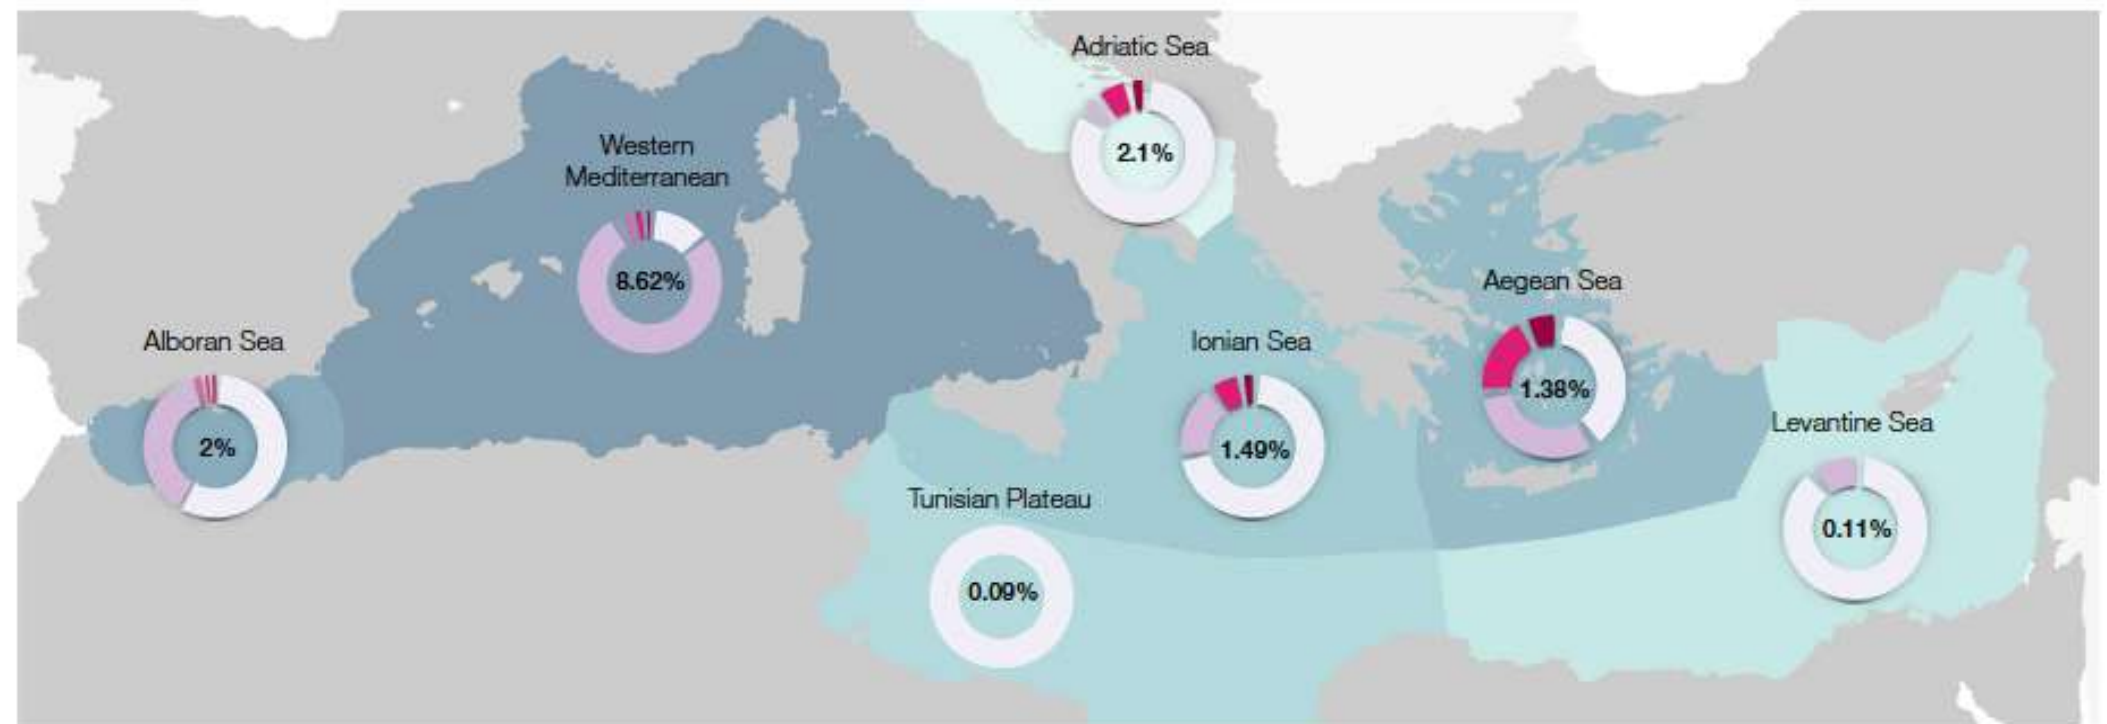 Adriatic Sea
2.1%
Western
Mediterranean
8.62%
Aegean Sea
1.38%
Alboran Sea
2%
Ionian Sea
1.49%
Levantine Sea
0.11%
Tunisian Plateau
0.09%